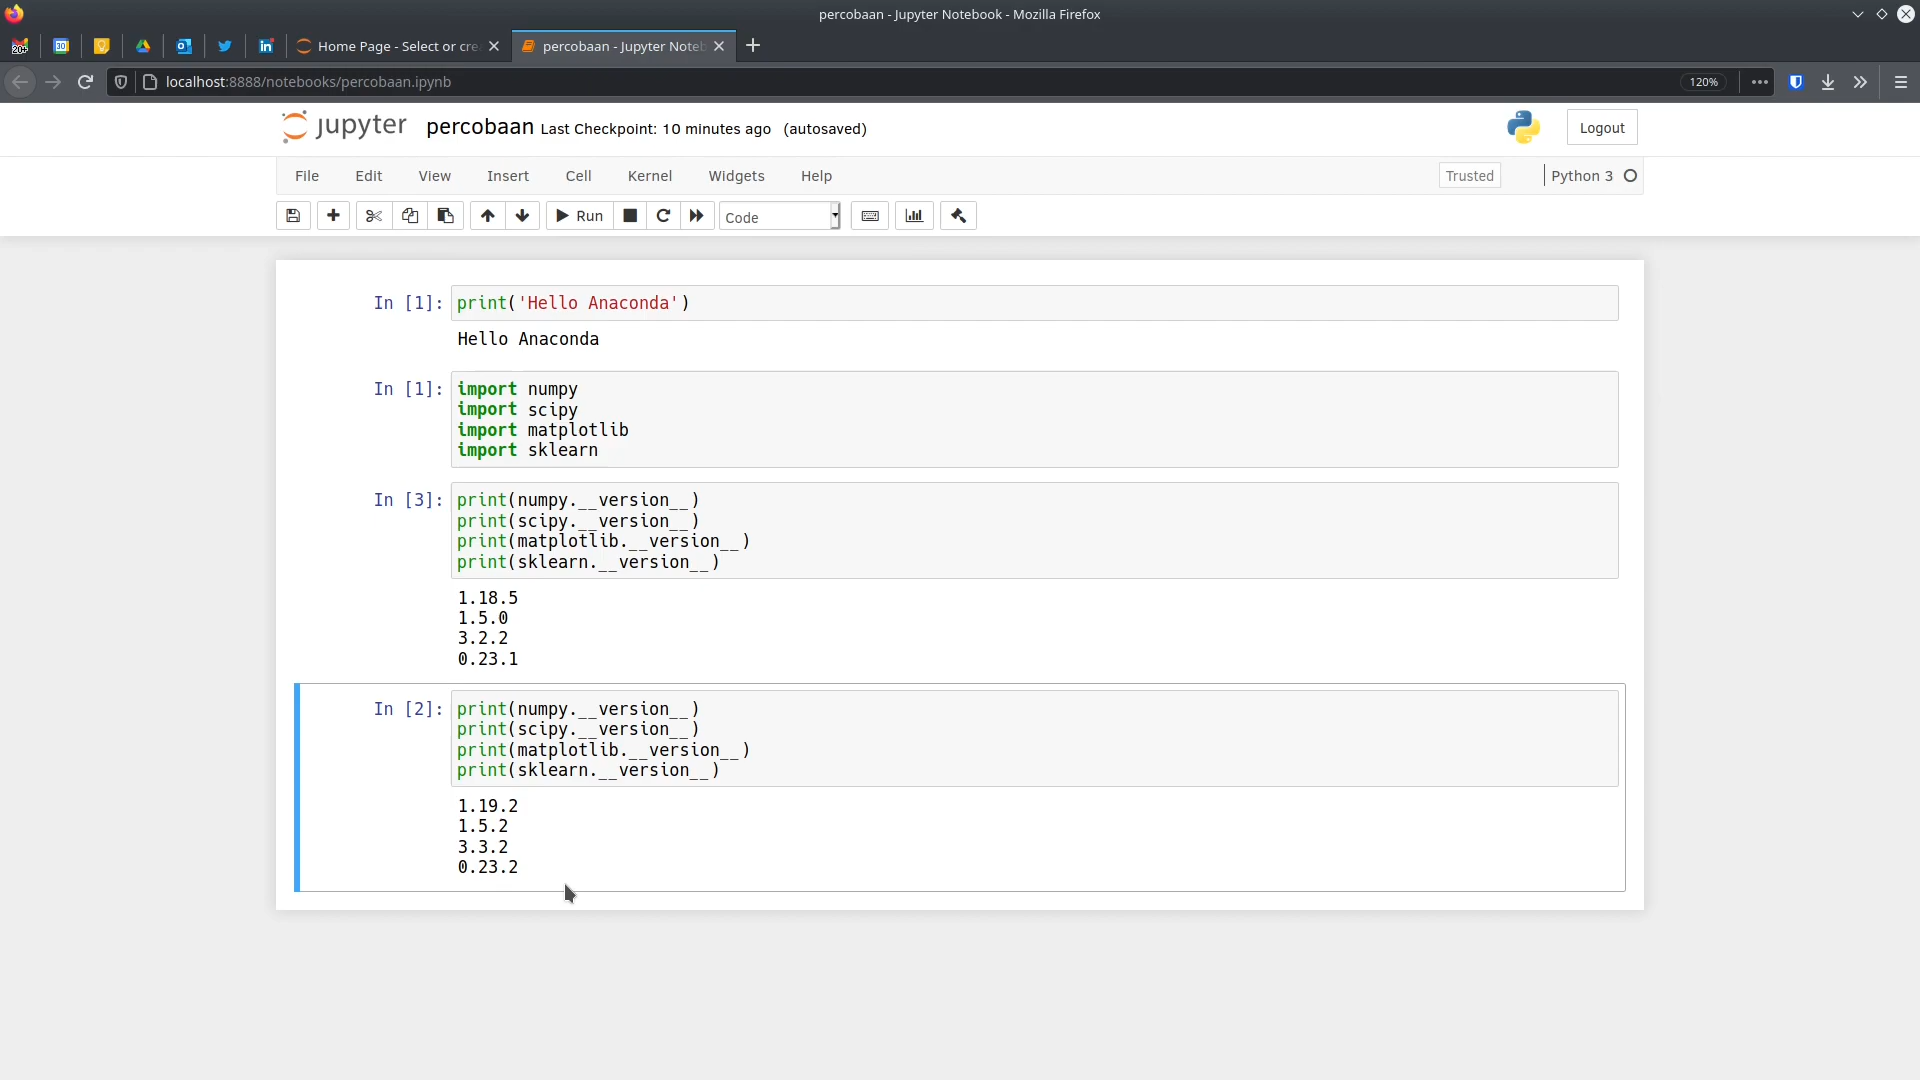 percobaan - Jupyter Notebook - Mozilla Firefox
20+
30
Home Page - Select or cre
percobaan - Jupyter Noteb
localhost:8888/notebooks/percobaan.ipynb
120%
jupyter percobaan Last Checkpoint: 10 minutes ago (autosaved)
Logout
File Edit View Insert Cell Kernel Widgets Help
Trusted
Python 3
Run
Code
In [1]: print('Hello Anaconda')
Hello Anaconda
In [1]: import numpy
import scipy
import matplotlib
import sklearn
In [3]: print(numpy.__version__)
print(scipy.__version__)
print(matplotlib.__version__)
print(sklearn.__version__)
1.18.5
1.5.0
3.2.2
0.23.1
In [2]: print(numpy.__version__)
print(scipy.__version__)
print(matplotlib.__version__)
print(sklearn.__version__)
1.19.2
1.5.2
3.3.2
0.23.2